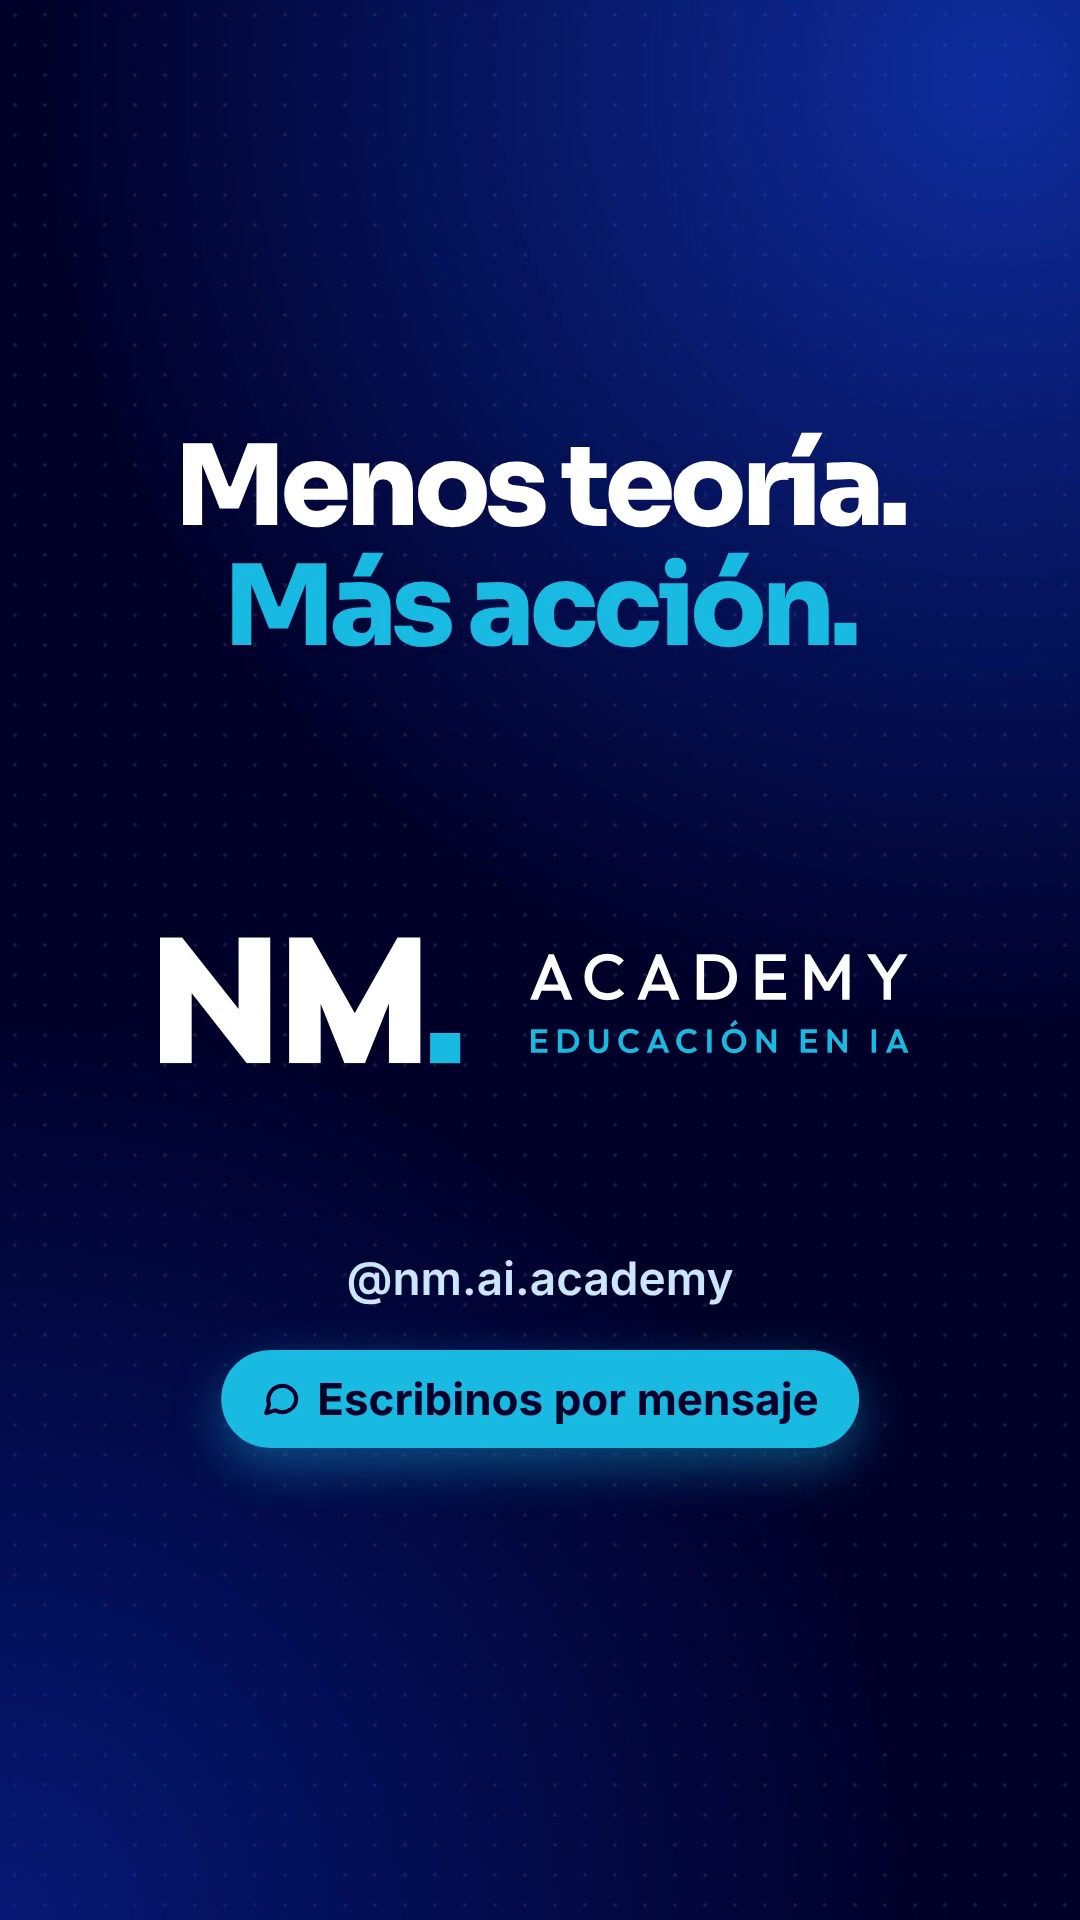 Menos teoría.
Más acción.
NM.
ACADEMY
EDUCACIÓN EN IA
@nm.ai.academy
Escribinos por mensaje